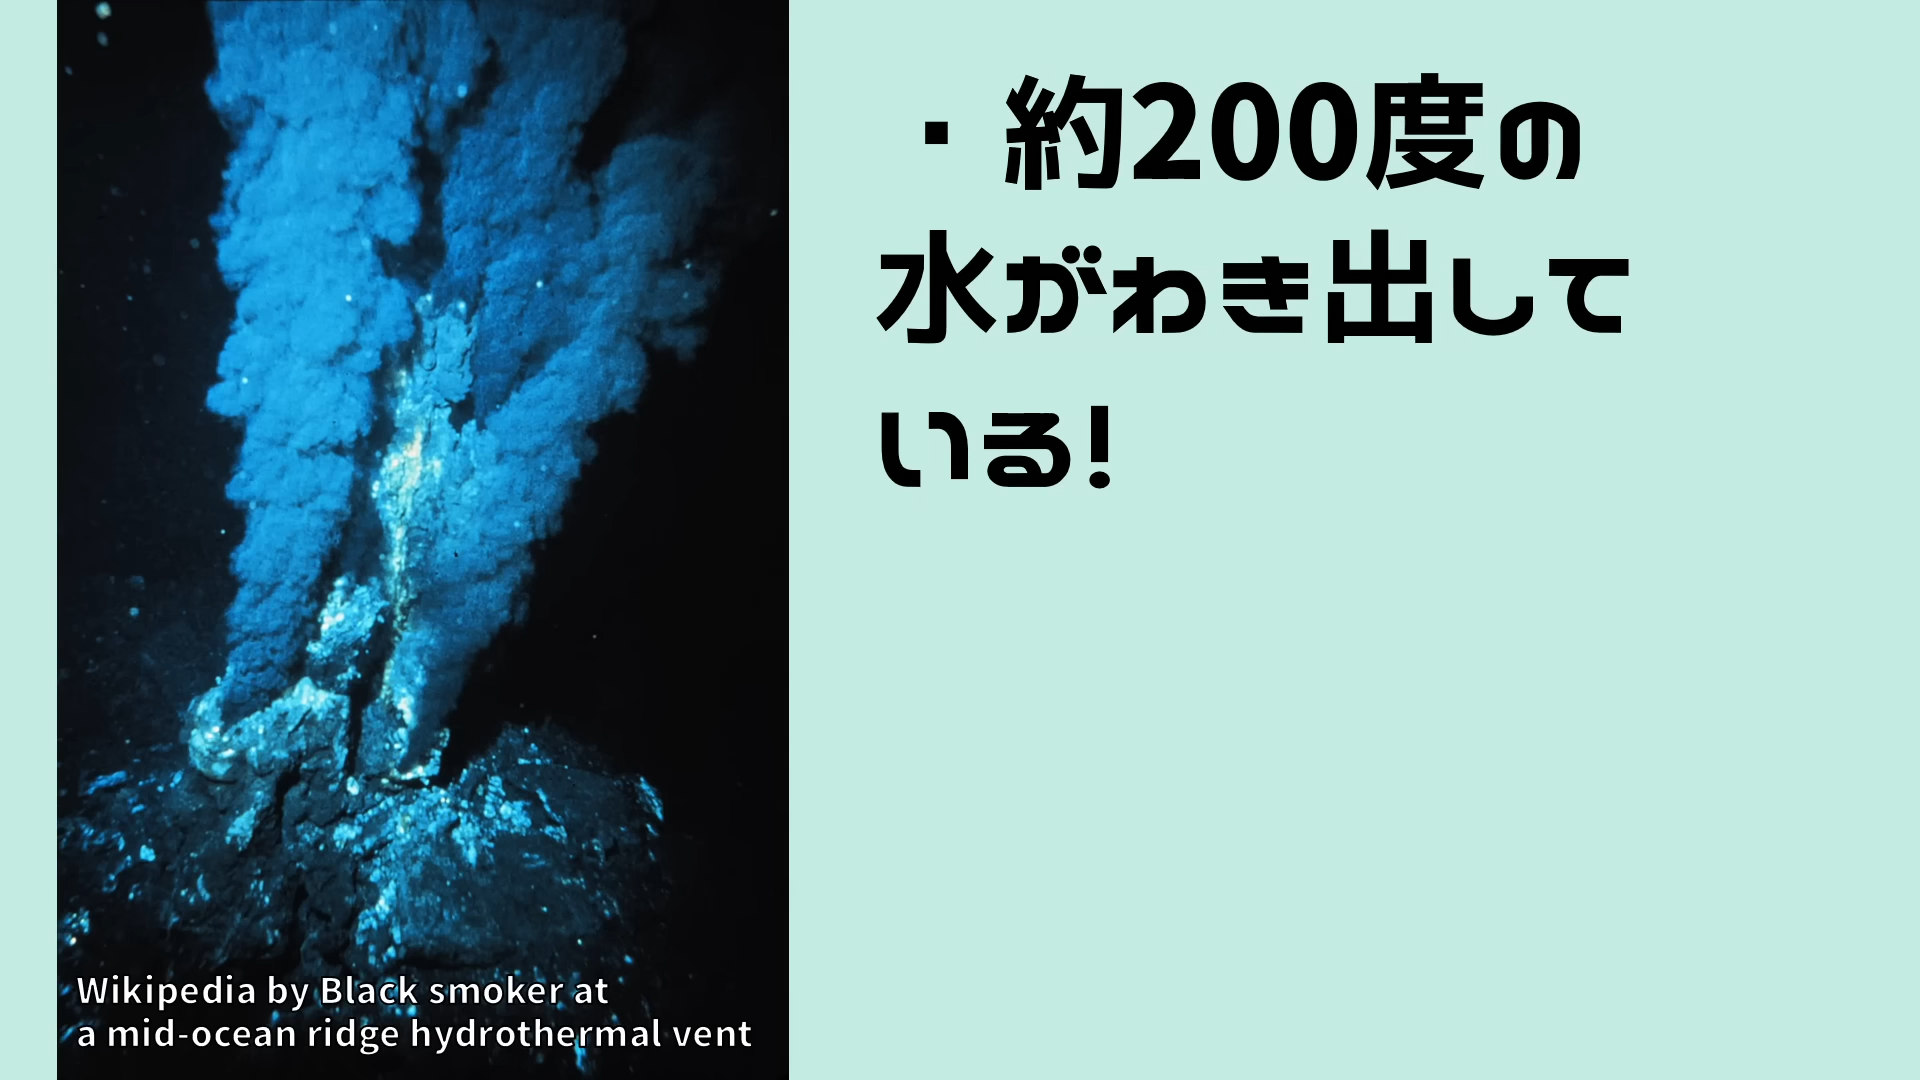 ・約200度の
水がわき出して
いる!
Wikipedia by Black smoker at
a mid-ocean ridge hydrothermal vent